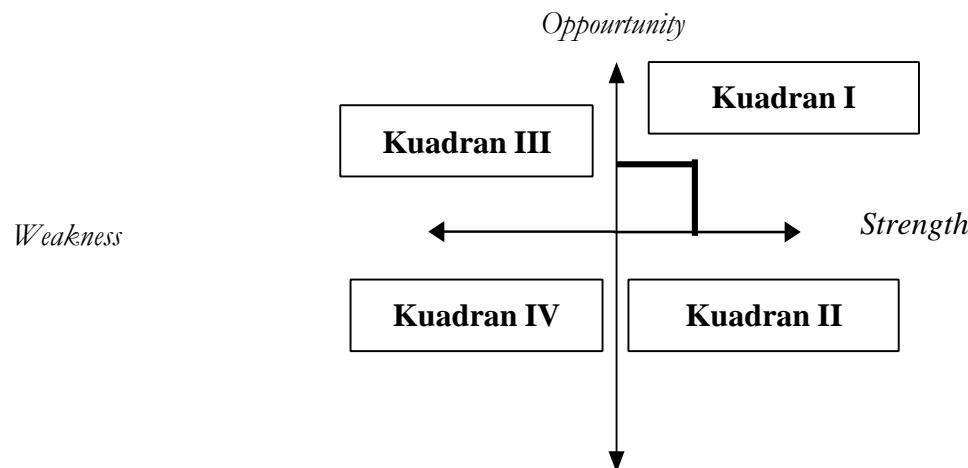 Oppourtunity
Kuadran I
Kuadran III
Weakness
Strength
Kuadran IV
Kuadran II